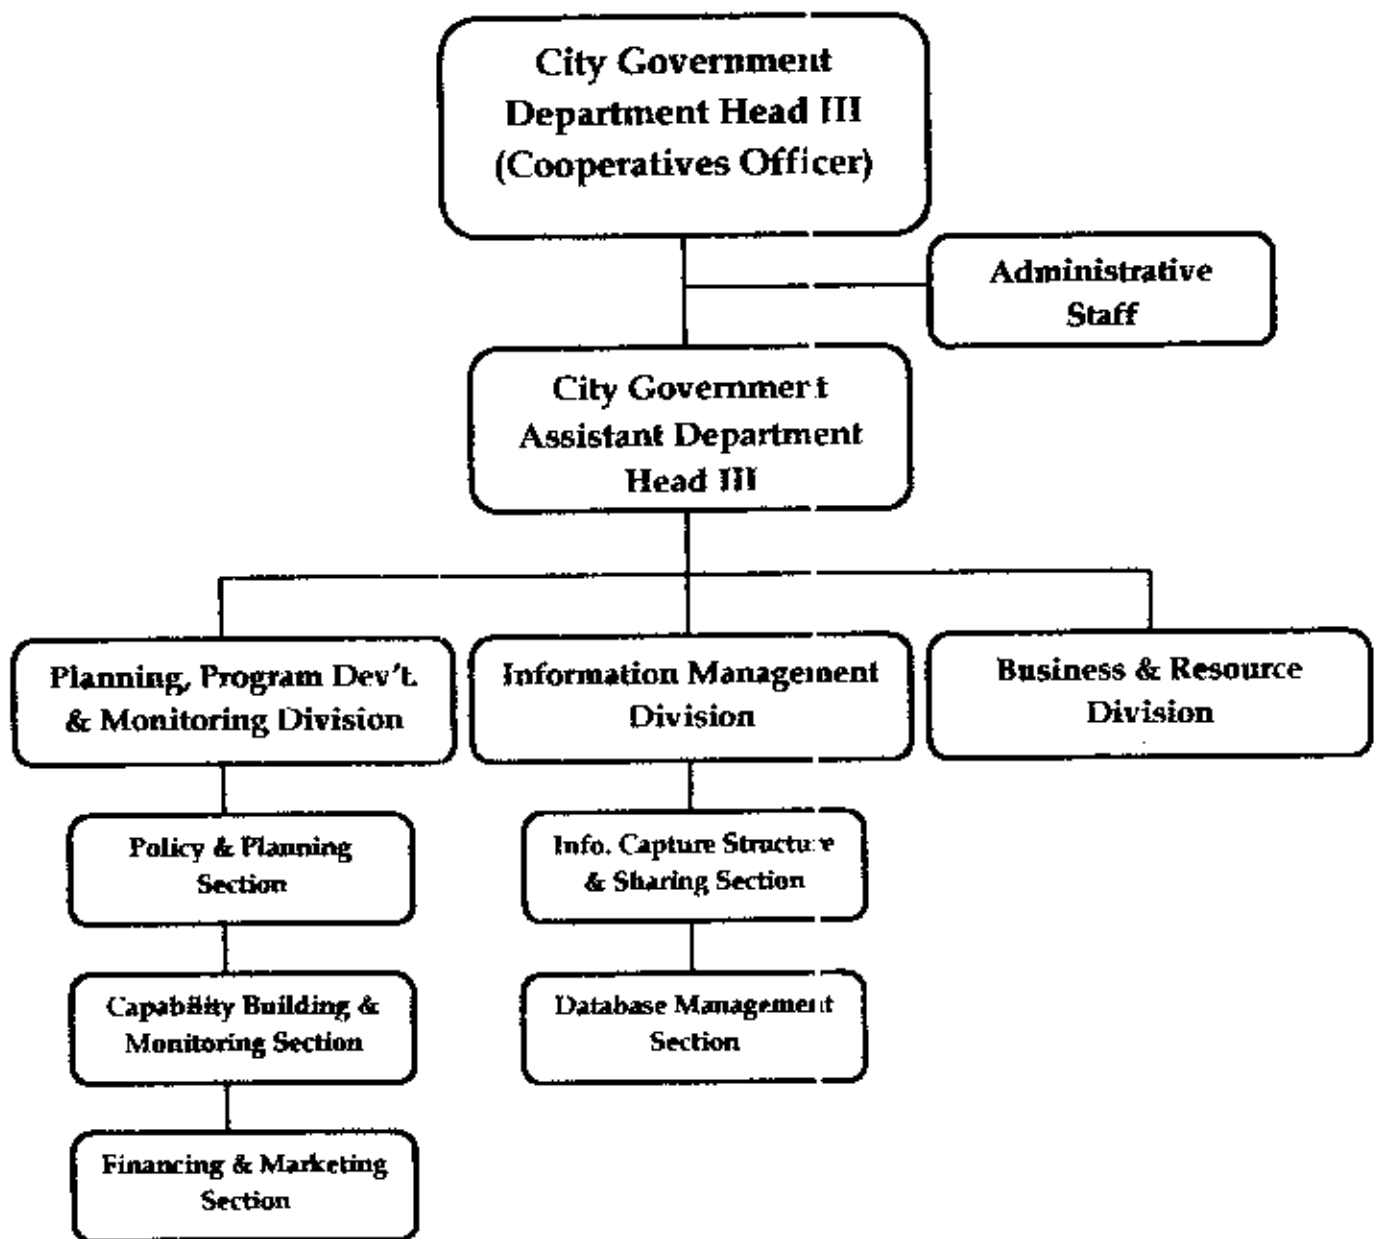 City Government
Department Head III
(Cooperatives Officer)
Administrative
Staff
City Government
Assistant Department
Head III
Planning, Program Dev't.
& Monitoring Division
Information Management
Division
Business & Resource
Division
Policy & Planning
Section
Info. Capture Structure
& Sharing Section
Capability Building &
Monitoring Section
Database Management
Section
Financing & Marketing
Section